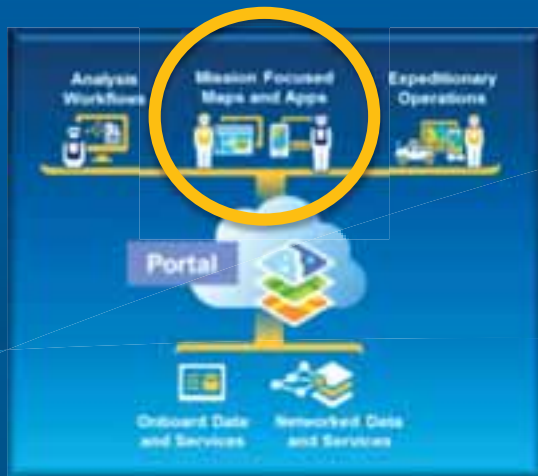 Analysis
Workflows
Mission Focused
Maps and Apps
Expeditionary
Operations
Portal
Onboard Data
and Services
Networked Data
and Services